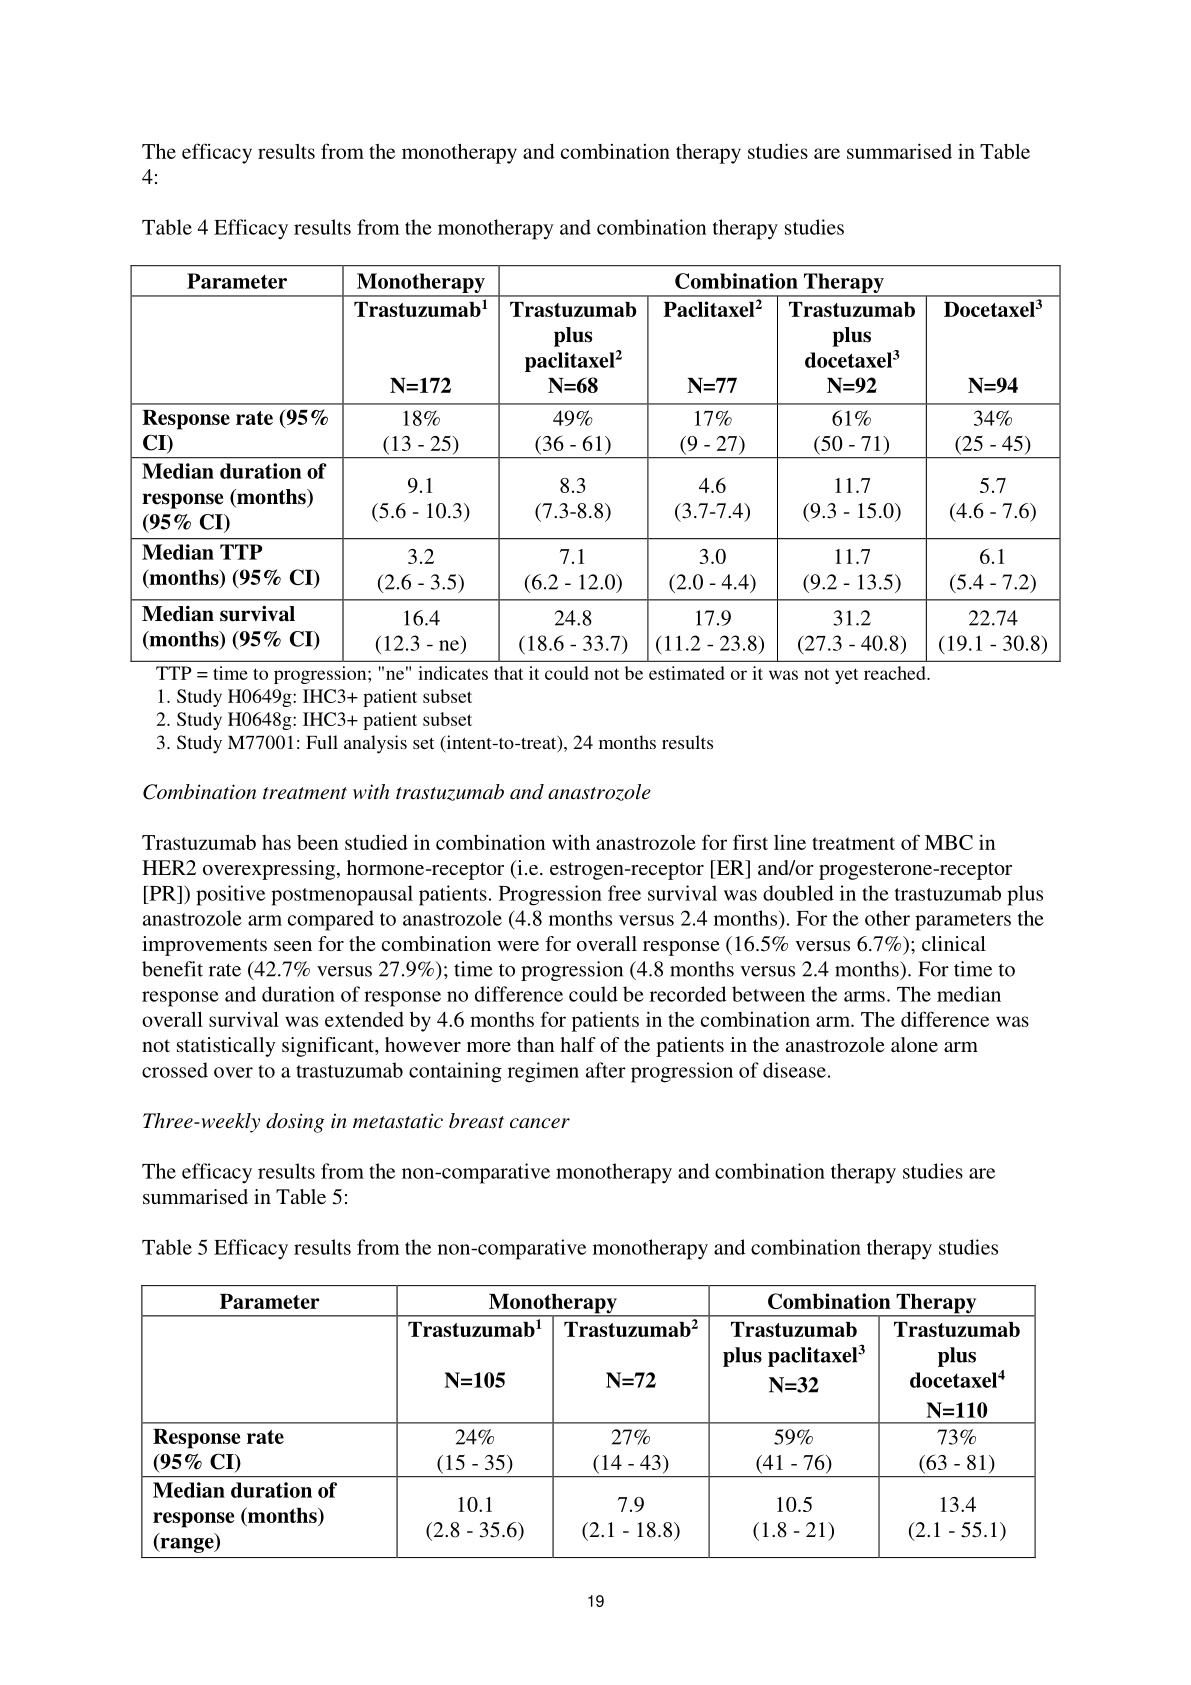 The efficacy results from the monotherapy and combination therapy studies are summarised in Table
4:
Table 4 Efficacy results from the monotherapy and combination therapy studies
Parameter Monotherapy Combination Therapy
Trastuzumab¹ Trastuzumab Paclitaxel² Trastuzumab Docetaxel³
plus plus
paclitaxel² docetaxel³
N=172 N=68 N=77 N=92 N=94
Response rate (95% 18% 49% 17% 61% 34%
CI) (13 - 25) (36 - 61) (9 - 27) (50 - 71) (25 - 45)
Median duration of
response (months) 9.1 8.3 4.6 11.7 5.7
(95% CI) (5.6 - 10.3) (7.3-8.8) (3.7-7.4) (9.3 - 15.0) (4.6 - 7.6)
Median TTP 3.2 7.1 3.0 11.7 6.1
(months) (95% CI) (2.6 - 3.5) (6.2 - 12.0) (2.0 - 4.4) (9.2 - 13.5) (5.4 - 7.2)
Median survival 16.4 24.8 17.9 31.2 22.74
(months) (95% CI) (12.3 - ne) (18.6 - 33.7) (11.2 - 23.8) (27.3 - 40.8) (19.1 - 30.8)
TTP = time to progression; "ne" indicates that it could not be estimated or it was not yet reached.
1. Study H0649g: IHC3+ patient subset
2. Study H0648g: IHC3+ patient subset
3. Study M77001: Full analysis set (intent-to-treat), 24 months results
Combination treatment with trastuzumab and anastrozole
Trastuzumab has been studied in combination with anastrozole for first line treatment of MBC in
HER2 overexpressing, hormone-receptor (i.e. estrogen-receptor [ER] and/or progesterone-receptor
[PR]) positive postmenopausal patients. Progression free survival was doubled in the trastuzumab plus
anastrozole arm compared to anastrozole (4.8 months versus 2.4 months). For the other parameters the
improvements seen for the combination were for overall response (16.5% versus 6.7%); clinical
benefit rate (42.7% versus 27.9%); time to progression (4.8 months versus 2.4 months). For time to
response and duration of response no difference could be recorded between the arms. The median
overall survival was extended by 4.6 months for patients in the combination arm. The difference was
not statistically significant, however more than half of the patients in the anastrozole alone arm
crossed over to a trastuzumab containing regimen after progression of disease.
Three-weekly dosing in metastatic breast cancer
The efficacy results from the non-comparative monotherapy and combination therapy studies are
summarised in Table 5:
Table 5 Efficacy results from the non-comparative monotherapy and combination therapy studies
Parameter Monotherapy Combination Therapy
Trastuzumab¹ Trastuzumab² Trastuzumab Trastuzumab
plus paclitaxel³ plus
N=105 N=72 N=32 docetaxel⁴
N=110
Response rate 24% 27% 59% 73%
(95% CI) (15 - 35) (14 - 43) (41 - 76) (63 - 81)
Median duration of
response (months) 10.1 7.9 10.5 13.4
(range) (2.8 - 35.6) (2.1 - 18.8) (1.8 - 21) (2.1 - 55.1)
19